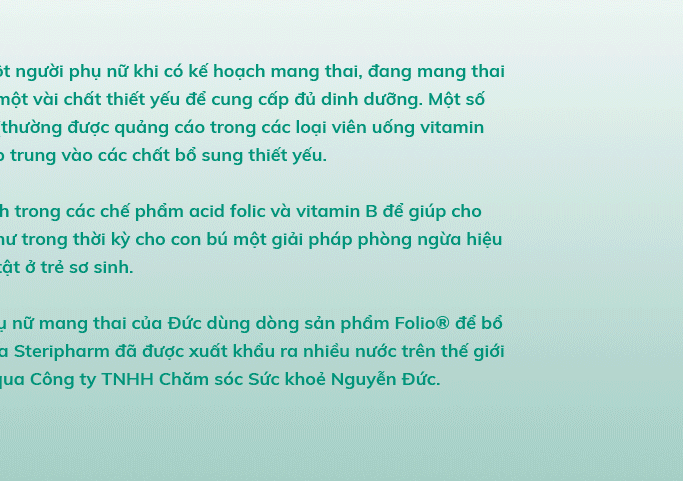 người phụ nữ khi có kế hoạch mang thai, đang mang thai
một vài chất thiết yếu để cung cấp đủ dinh dưỡng. Một số
thường được quảng cáo trong các loại viên uống vitamin
trung vào các chất bổ sung thiết yếu.
trong các chế phẩm acid folic và vitamin B để giúp cho
trong thời kỳ cho con bú một giải pháp phòng ngừa hiệu
tật ở trẻ sơ sinh.
nữ mang thai của Đức dùng dòng sản phẩm Folio® để bổ
Steripharm đã được xuất khẩu ra nhiều nước trên thế giới
qua Công ty TNHH Chăm sóc Sức khoẻ Nguyễn Đức.